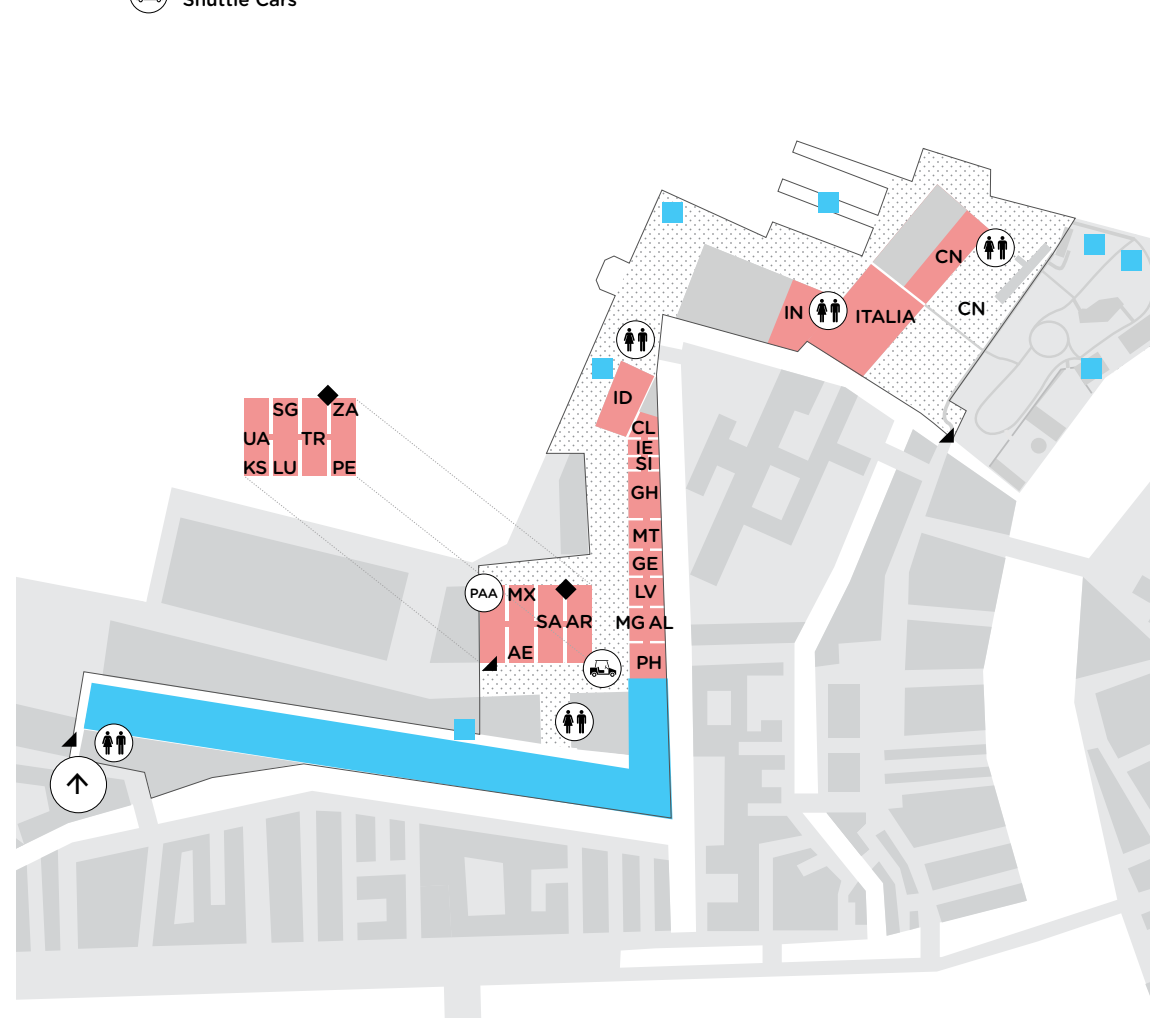 Shuttle Cars
CN
CN
IN
ITALIA
ID
CL
IE
SI
GH
MT
GE
LV
MG AL
PH
SG
ZA
UA
TR
KS
LU
PE
PAA
MX
SA
AR
AE